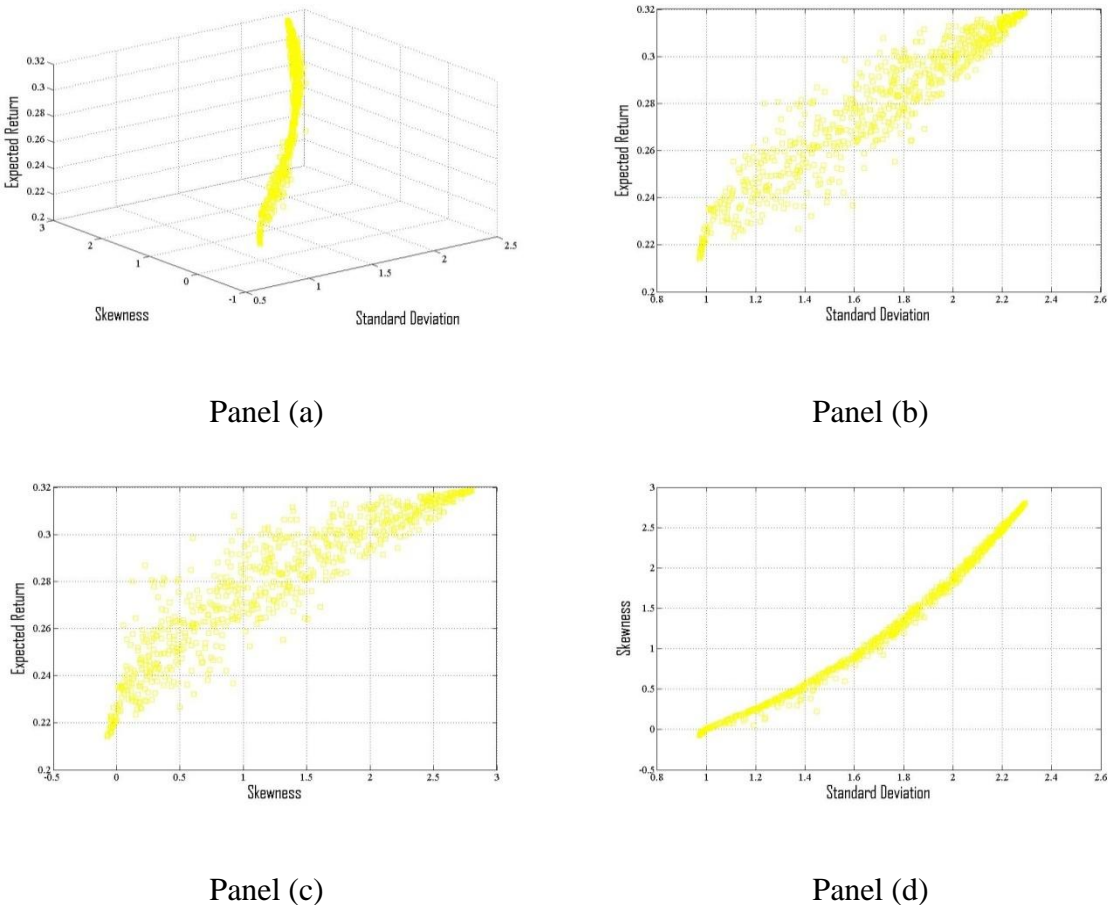 0.32
0.3
0.28
0.26
0.24
0.22
0.2
Expected Return
3
2
1
0
-1
Skewness
0.5
1
1.5
2
2.5
Standard Deviation
Panel (a)
0.32
0.3
0.28
0.26
0.24
0.22
0.2
Expected Return
0.8 1 1.2 1.4 1.6 1.8 2 2.2 2.4 2.6
Standard Deviation
Panel (b)
0.32
0.3
0.28
0.26
0.24
0.22
0.2
Expected Return
-0.5 0 0.5 1 1.5 2 2.5 3
Skewness
Panel (c)
3
2.5
2
1.5
1
0.5
0
-0.5
Skewness
0.8 1 1.2 1.4 1.6 1.8 2 2.2 2.4 2.6
Standard Deviation
Panel (d)